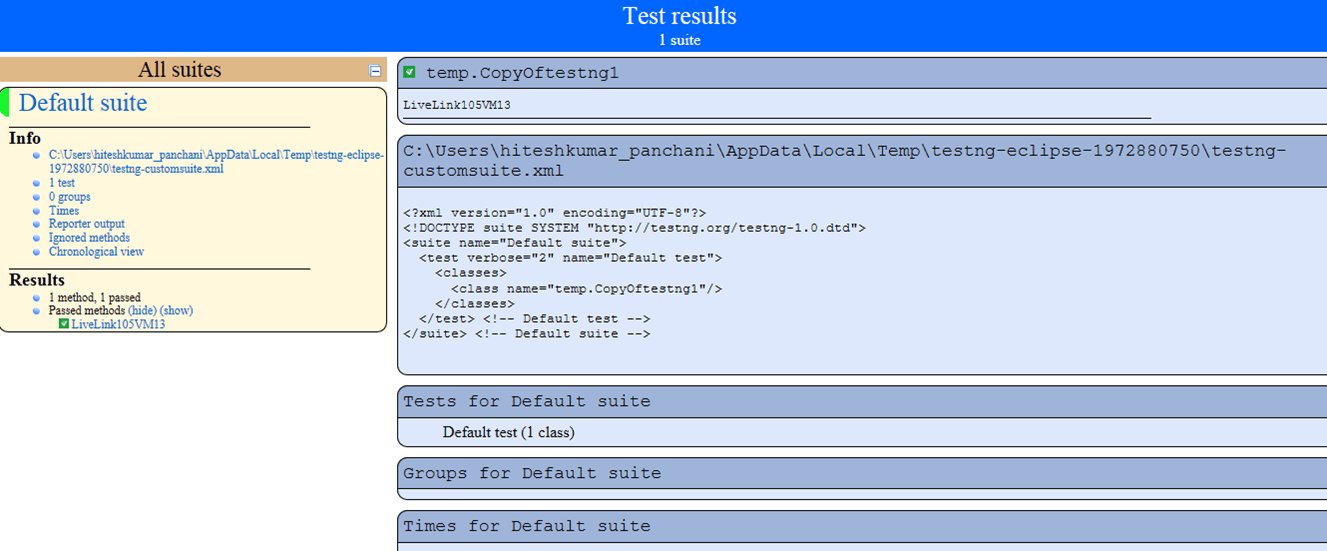 Test results
1 suite
All suites
Default suite
Info
C:\Users\hiteshkumar_panchani\AppData\Local\Temp\testng-eclipse-
1972880750\testng-customsuite.xml
1 test
0 groups
Times
Reporter output
Ignored methods
Chronological view
Results
1 method, 1 passed
Passed methods (hide) (show)
LiveLink105VM13
temp.CopyOftestng1
LiveLink105VM13
C:\Users\hiteshkumar_panchani\AppData\Local\Temp\testng-eclipse-1972880750\testng-
customsuite.xml
<?xml version="1.0" encoding="UTF-8"?>
<!DOCTYPE suite SYSTEM "http://testng.org/testng-1.0.dtd">
<suite name="Default suite">
  <test verbose="2" name="Default test">
    <classes>
      <class name="temp.CopyOftestng1"/>
    </classes>
  </test> <!-- Default test -->
</suite> <!-- Default suite -->
Tests for Default suite
Default test (1 class)
Groups for Default suite
Times for Default suite